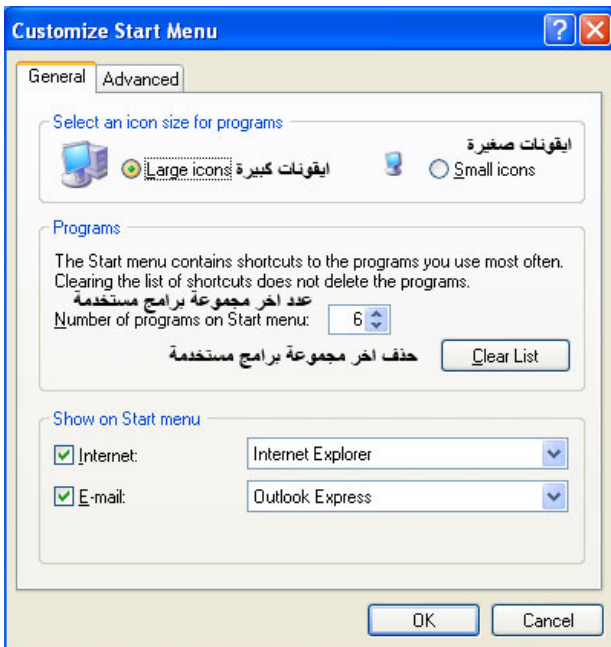 Customize Start Menu
General Advanced
Select an icon size for programs
ايقونات صغيرة
Large icons ايقونات كبيرة Small icons
Programs
The Start menu contains shortcuts to the programs you use most often.
Clearing the list of shortcuts does not delete the programs.
عدد اخر مجموعة برامج مستخدمة
Number of programs on Start menu: 6
حذف اخر مجموعة برامج مستخدمة Clear List
Show on Start menu
Internet: Internet Explorer
E-mail: Outlook Express
OK Cancel